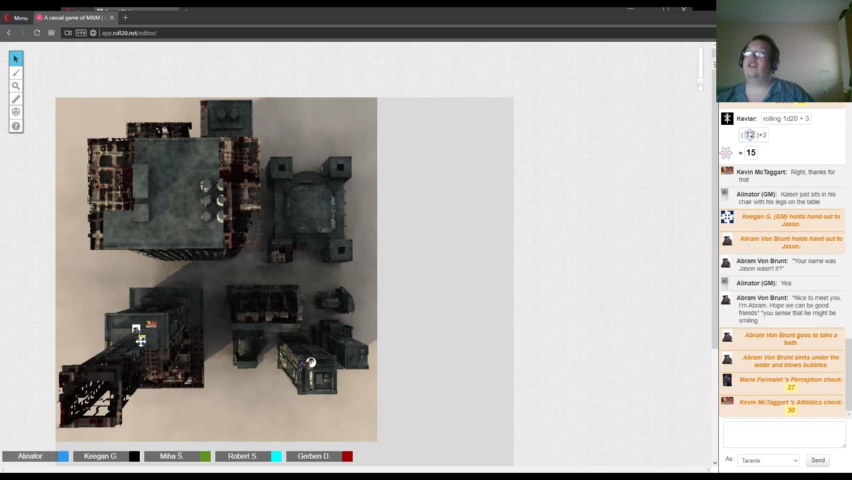 Menu
A casual game of M&M |
app.roll20.net/editor/
Kevlar: rolling 1d20 + 3
(12)+3
= 15
Kevin McTaggart: Right, thanks for
that
Alinator (GM): Kaiser just sits in his
chair with his legs on the table
Keegan G. (GM) holds hand out to
Jason.
Abram Von Brunt holds hand out to
Jason.
Abram Von Brunt: "Your name was
Jason wasn't it?"
Alinator (GM): Yea
Abram Von Brunt: "Nice to meet you.
I'm Abram. Hope we can be good
friends" "you sense that he might be
smiling
Abram Von Brunt goes to take a
bath.
Abram Von Brunt sinks under the
water and blows bubbles.
Marie Formalet 's Perception check:
27
Kevin McTaggart 's Athletics check:
30
As: Taranis
Send
Alinator
Keegan G.
Miha Š.
Robert S.
Gerben D.